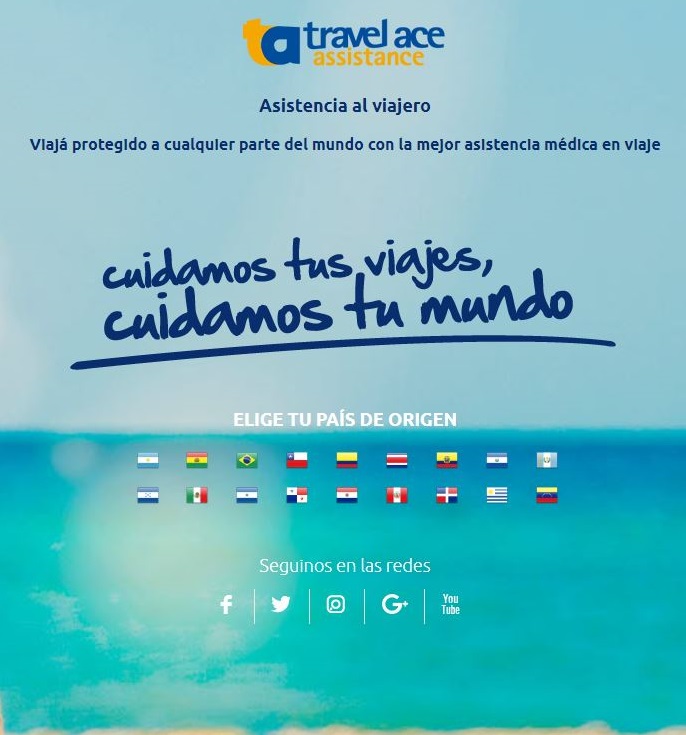 ta travel ace
assistance
Asistencia al viajero
Viajá protegido a cualquier parte del mundo con la mejor asistencia médica en viaje
cuidamos tus viajes,
cuidamos tu mundo
ELIGE TU PAÍS DE ORIGEN
Seguinos en las redes
f G+ You
Tube